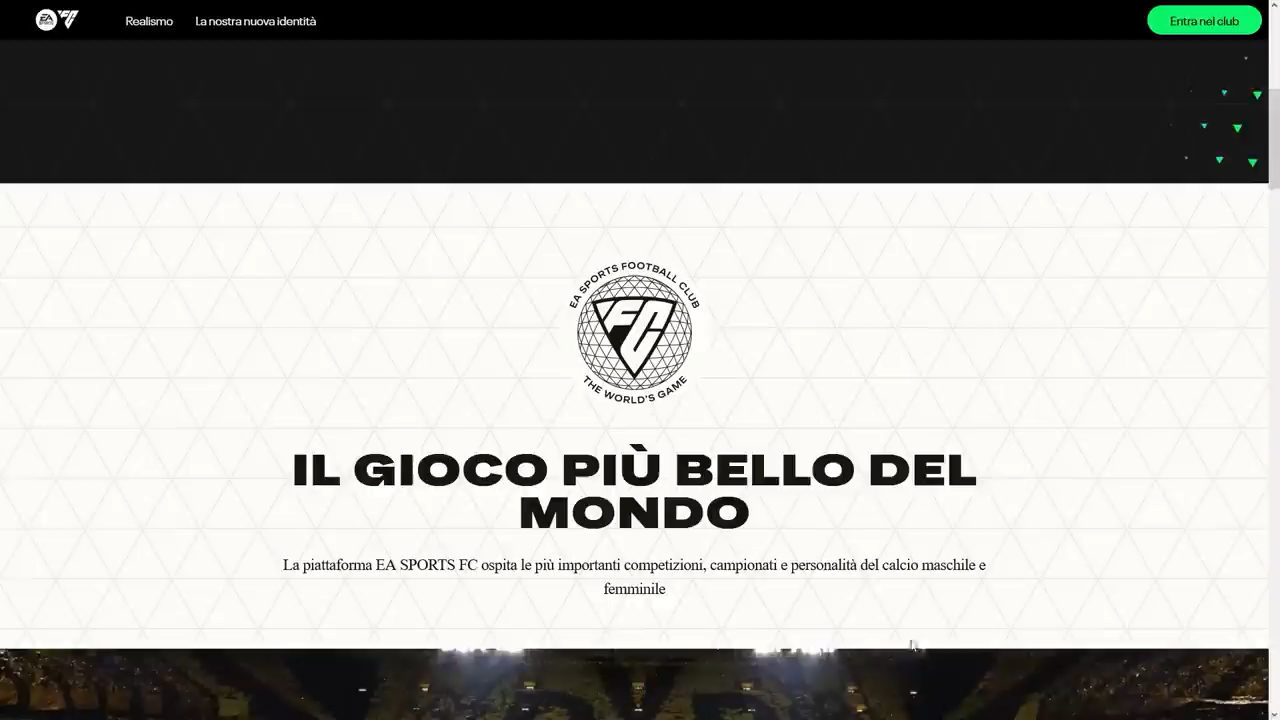 EA SPORTS FC
Realismo
La nostra nuova identità
Entra nel club
EA SPORTS FOOTBALL CLUB
FC
THE WORLD'S GAME
IL GIOCO PIÙ BELLO DEL
MONDO
La piattaforma EA SPORTS FC ospita le più importanti competizioni, campionati e personalità del calcio maschile e
femminile